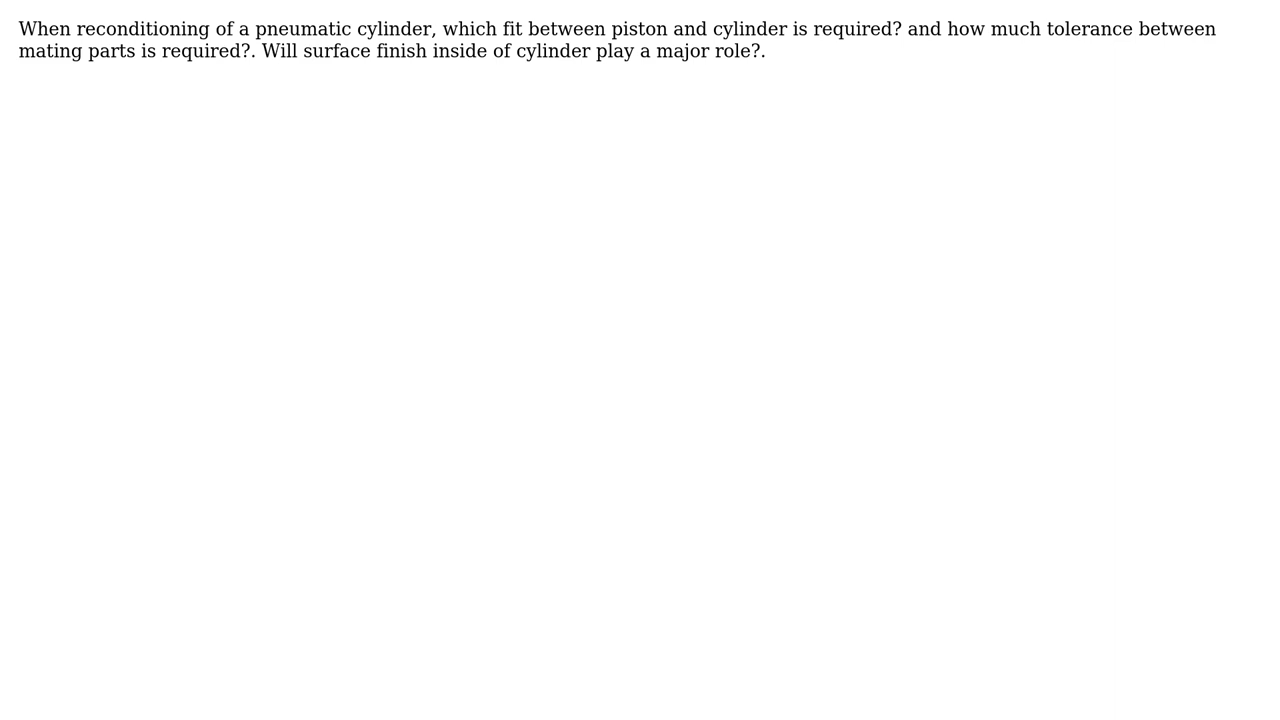 When reconditioning of a pneumatic cylinder, which fit between piston and cylinder is required? and how much tolerance between
mating parts is required?. Will surface finish inside of cylinder play a major role?.